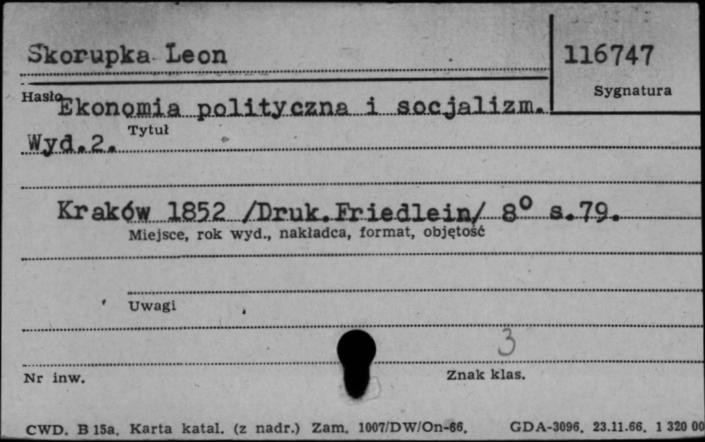 Skorupka Leon
116747
Sygnatura
Hasło
Ekonomia polityczna i socjalizm.
Tytuł
Wyd.2.
Kraków 1852 /Druk.Friedlein/ 8º s.79.
Miejsce, rok wyd., nakładca, format, objętość
Uwagi
3
Nr inw.
Znak klas.
CWD. B 15a. Karta katal. (z nadr.) Zam. 1007/DW/On-66. GDA-3096. 23.11.66. 1 320 00